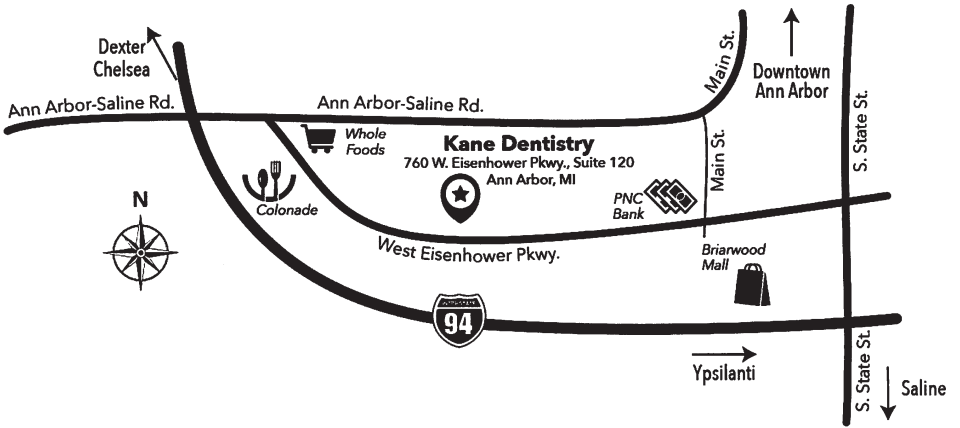 Dexter
Chelsea
Ann Arbor-Saline Rd.
Ann Arbor-Saline Rd.
Main St.
Downtown
Ann Arbor
S. State St.
Whole
Foods
Kane Dentistry
760 W. Eisenhower Pkwy., Suite 120
Ann Arbor, MI
Main St.
Colonade
PNC
Bank
N
West Eisenhower Pkwy.
Briarwood
Mall
94
Ypsilanti
S. State St.
Saline